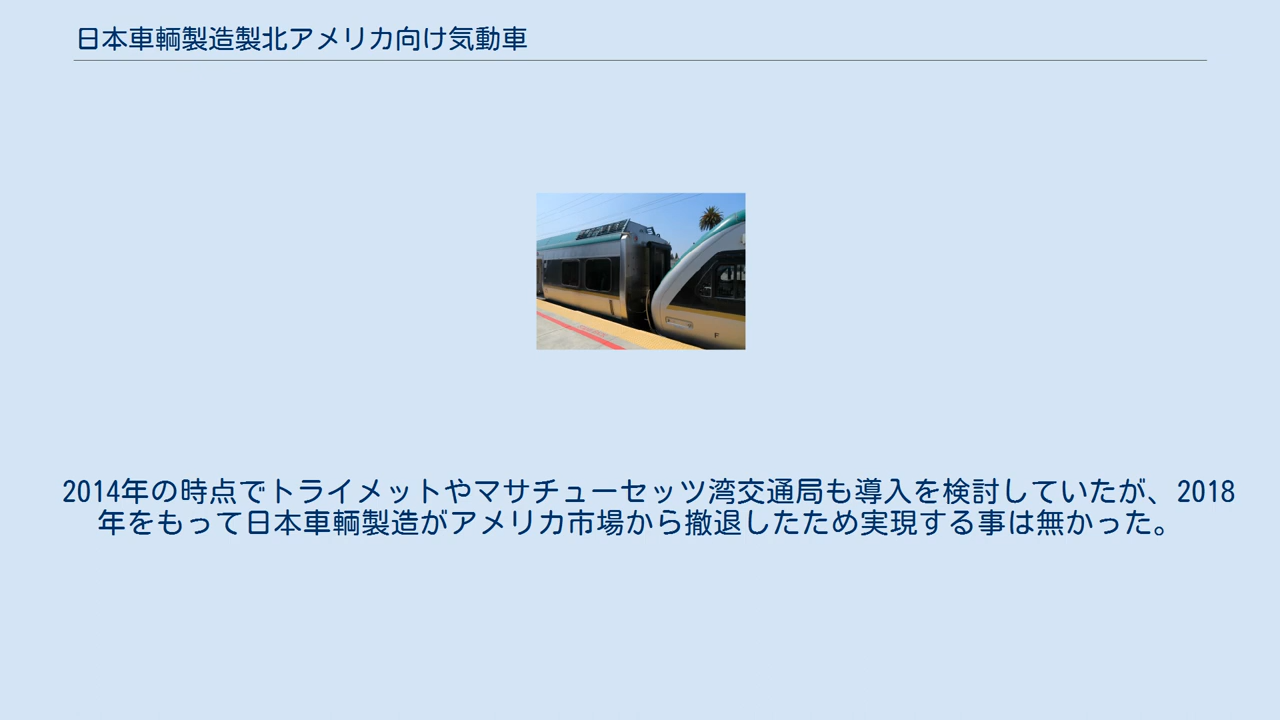 日本車輌製造製北アメリカ向け気動車
F
2014年の時点でトライメットやマサチューセッツ湾交通局も導入を検討していたが、2018
年をもって日本車輌製造がアメリカ市場から撤退したため実現する事は無かった。